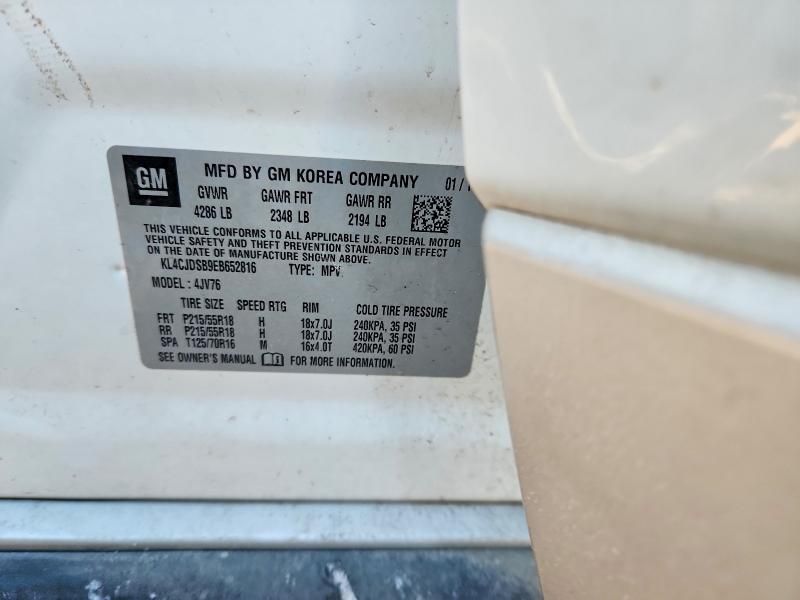 GM MFD BY GM KOREA COMPANY 01/1
GVWR GAWR FRT GAWR RR
4286 LB 2348 LB 2194 LB
THIS VEHICLE CONFORMS TO ALL APPLICABLE U.S. FEDERAL MOTOR
VEHICLE SAFETY AND THEFT PREVENTION STANDARDS IN EFFECT
ON THE DATE OF MANUFACTURE SHOWN ABOVE.
KL4CJDSB9EB652816 TYPE: MPV
MODEL: 4JV76
TIRE SIZE SPEED RTG RIM COLD TIRE PRESSURE
FRT P215/55R18 H 18x7.0J 240KPA, 35 PSI
RR P215/55R18 H 18x7.0J 240KPA, 35 PSI
SPA T125/70R16 M 16x4.0T 420KPA, 60 PSI
SEE OWNER'S MANUAL FOR MORE INFORMATION.